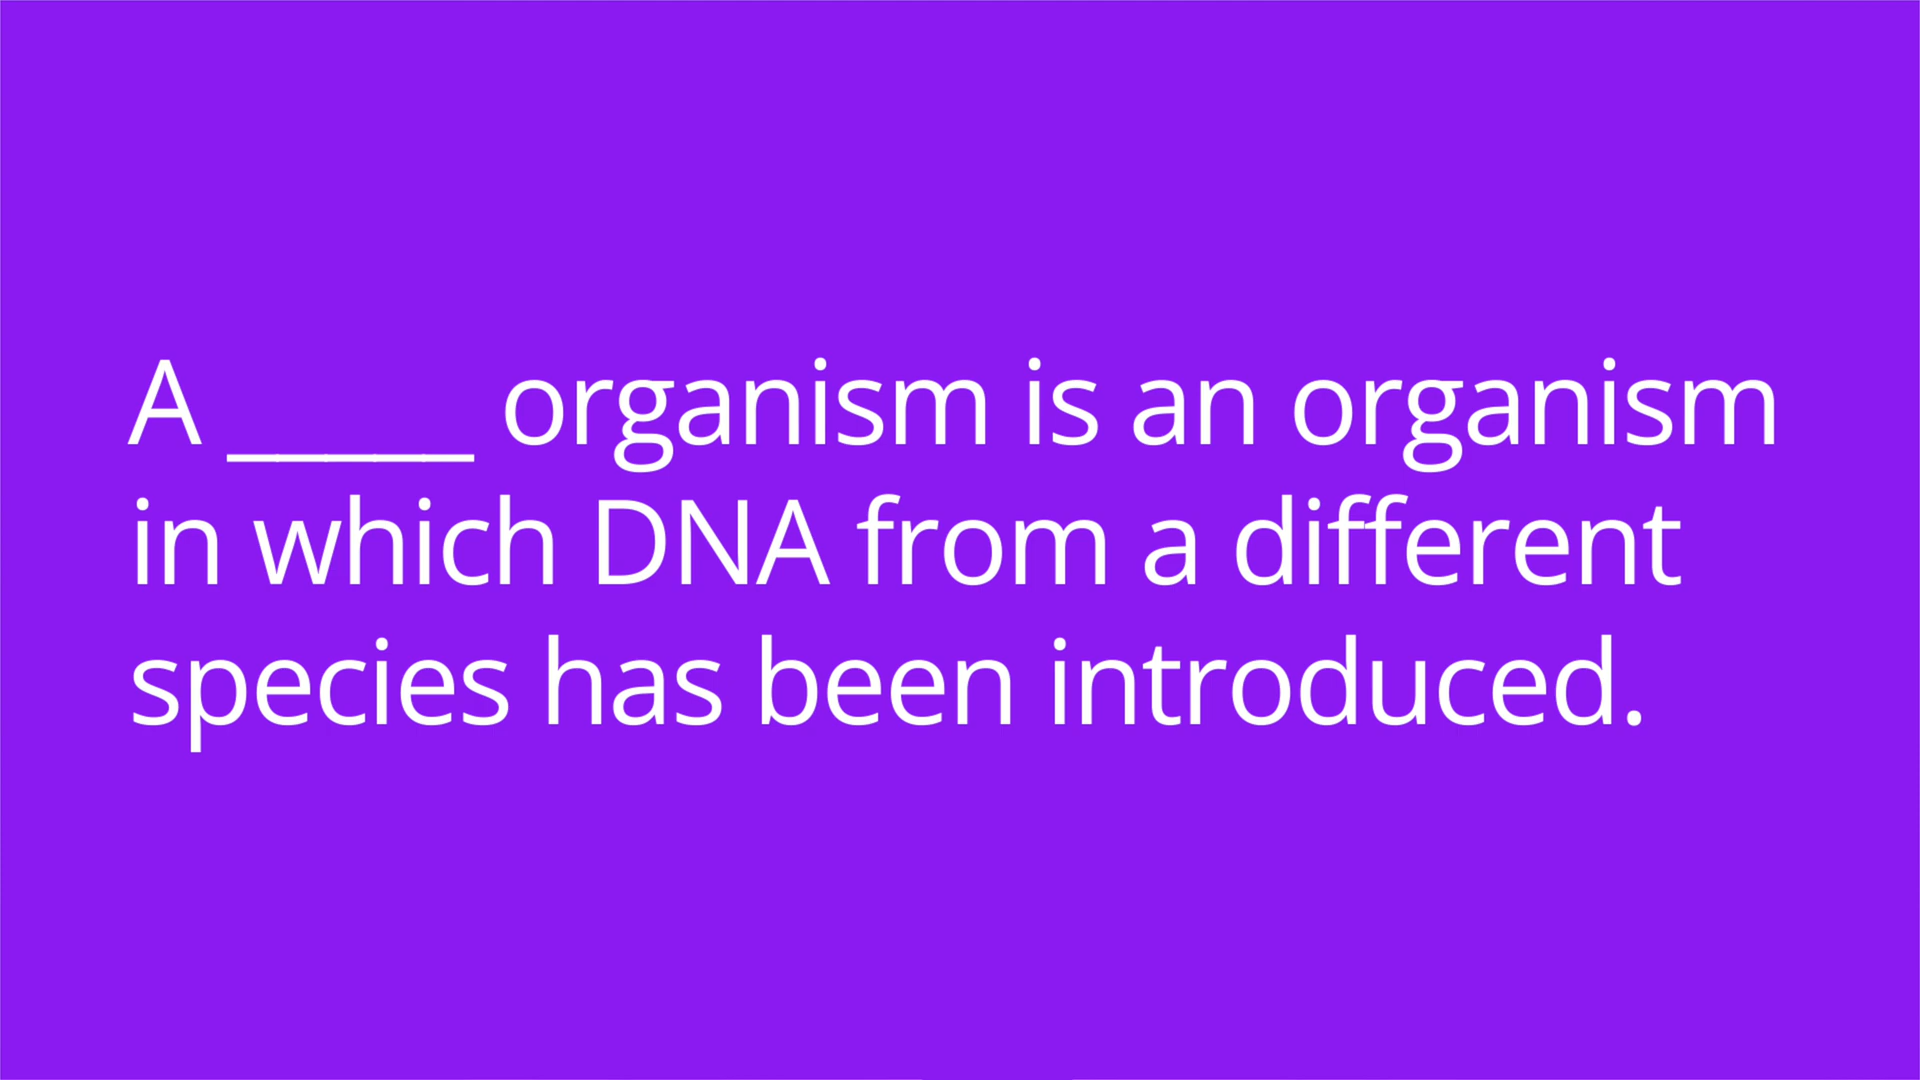 A _____ organism is an organism
in which DNA from a different
species has been introduced.